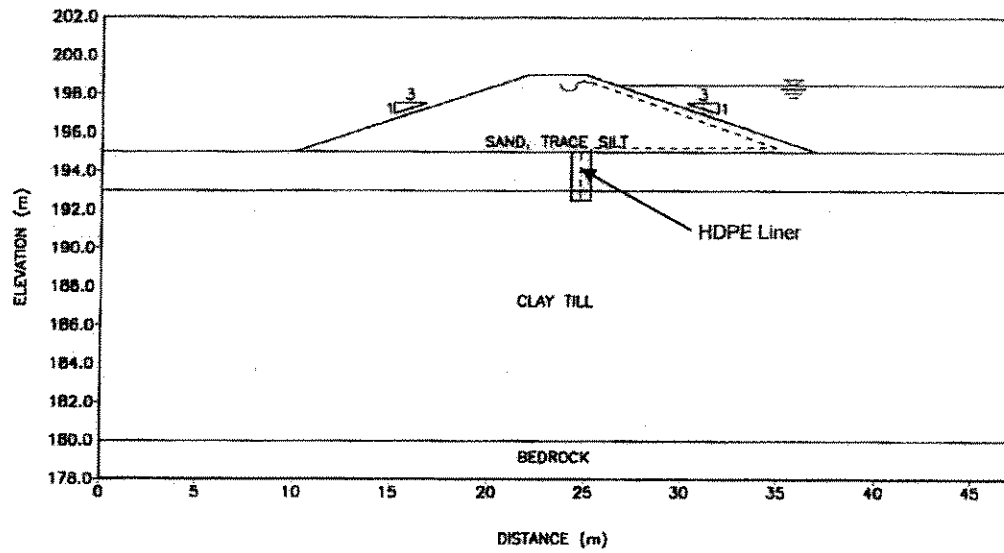 202.0
200.0
198.0
196.0
194.0
192.0
190.0
188.0
186.0
184.0
182.0
180.0
178.0
ELEVATION (m)
3
1
3
1
SAND, TRACE SILT
HDPE Liner
CLAY TILL
BEDROCK
0 5 10 15 20 25 30 35 40 45
DISTANCE (m)